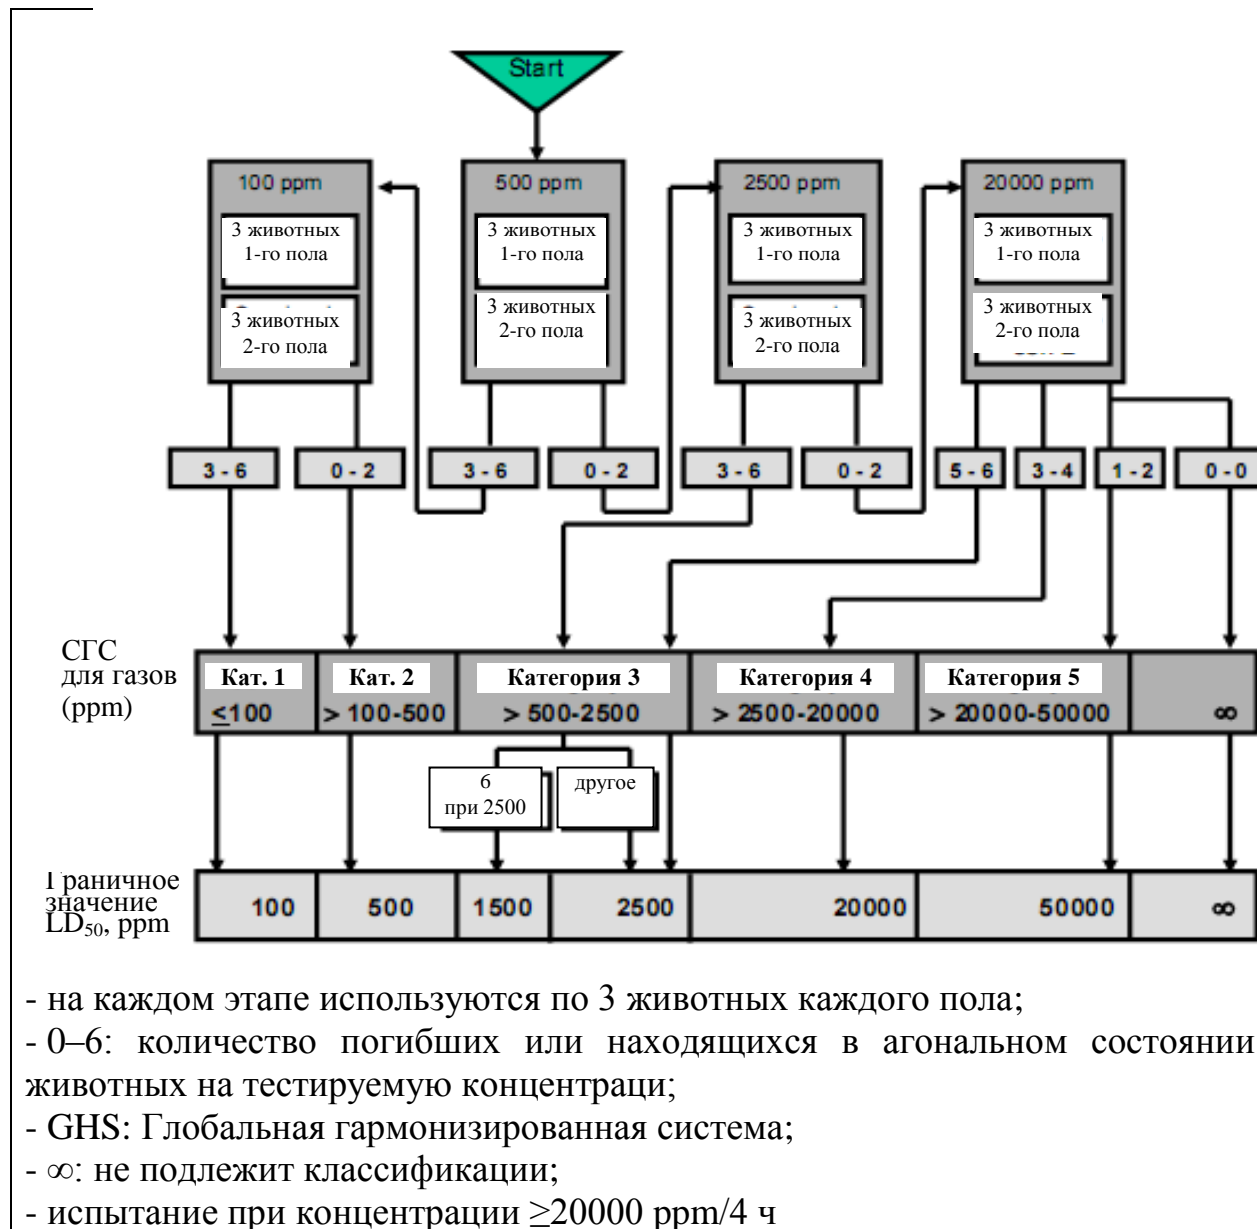 Start
100 ppm
500 ppm
2500 ppm
20000 ppm
3 животных
1-го пола
3 животных
1-го пола
3 животных
1-го пола
3 животных
1-го пола
3 животных
2-го пола
3 животных
2-го пола
3 животных
2-го пола
3 животных
2-го пола
3 - 6
0 - 2
3 - 6
0 - 2
3 - 6
0 - 2
5 - 6
3 - 4
1 - 2
0 - 0
СГС
для газов
(ppm)
Кат. 1
≤100
Кат. 2
> 100-500
Категория 3
> 500-2500
Категория 4
> 2500-20000
Категория 5
> 20000-50000
∞
6
при 2500
другое
Граничное
значение
LD50, ppm
100
500
1500
2500
20000
50000
∞
- на каждом этапе используются по 3 животных каждого пола;
- 0–6: количество погибших или находящихся в агональном состоянии
животных на тестируемую концентраци;
- GHS: Глобальная гармонизированная система;
- ∞: не подлежит классификации;
- испытание при концентрации ≥20000 ppm/4 ч